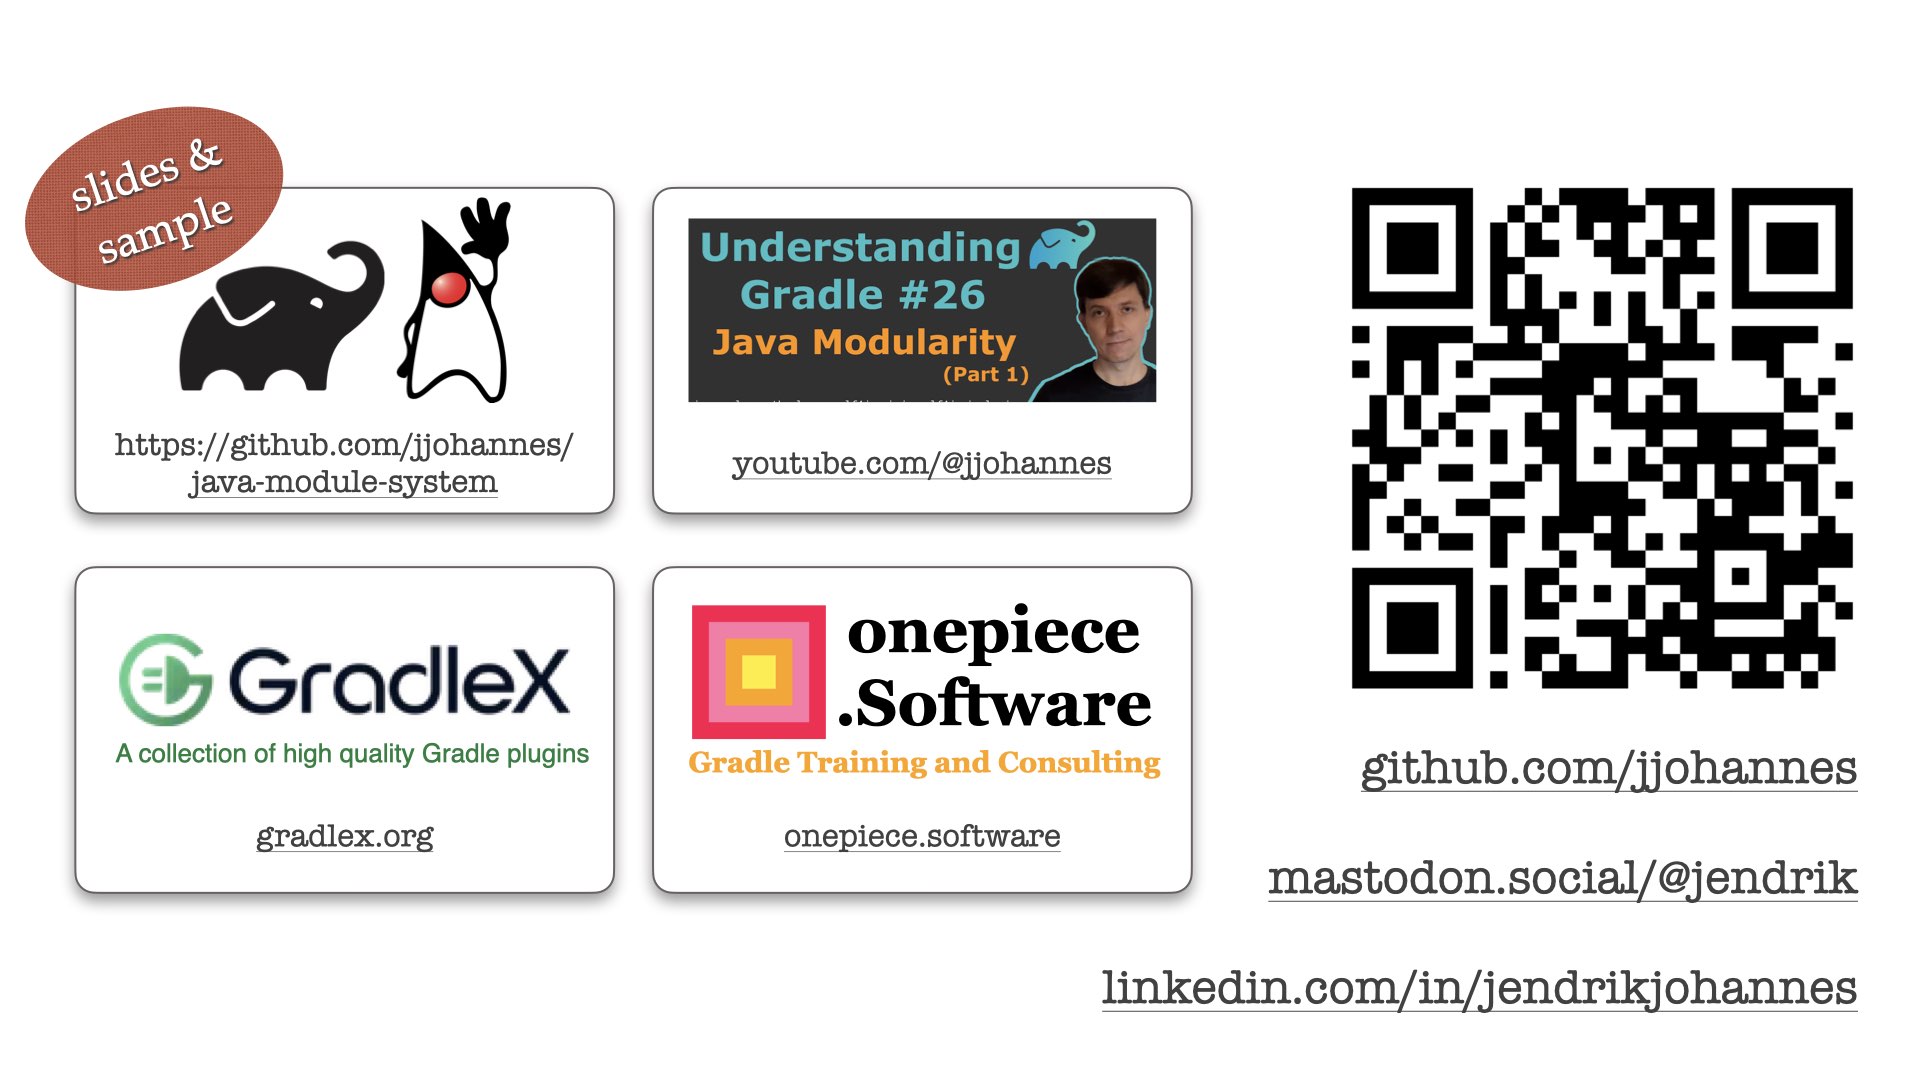 slides &
sample
https://github.com/jjohannes/
java-module-system
Understanding
Gradle #26
Java Modularity
(Part 1)
youtube.com/@jjohannes
GradleX
A collection of high quality Gradle plugins
gradlex.org
onepiece
.Software
Gradle Training and Consulting
onepiece.software
github.com/jjohannes
mastodon.social/@jendrik
linkedin.com/in/jendrikjohannes